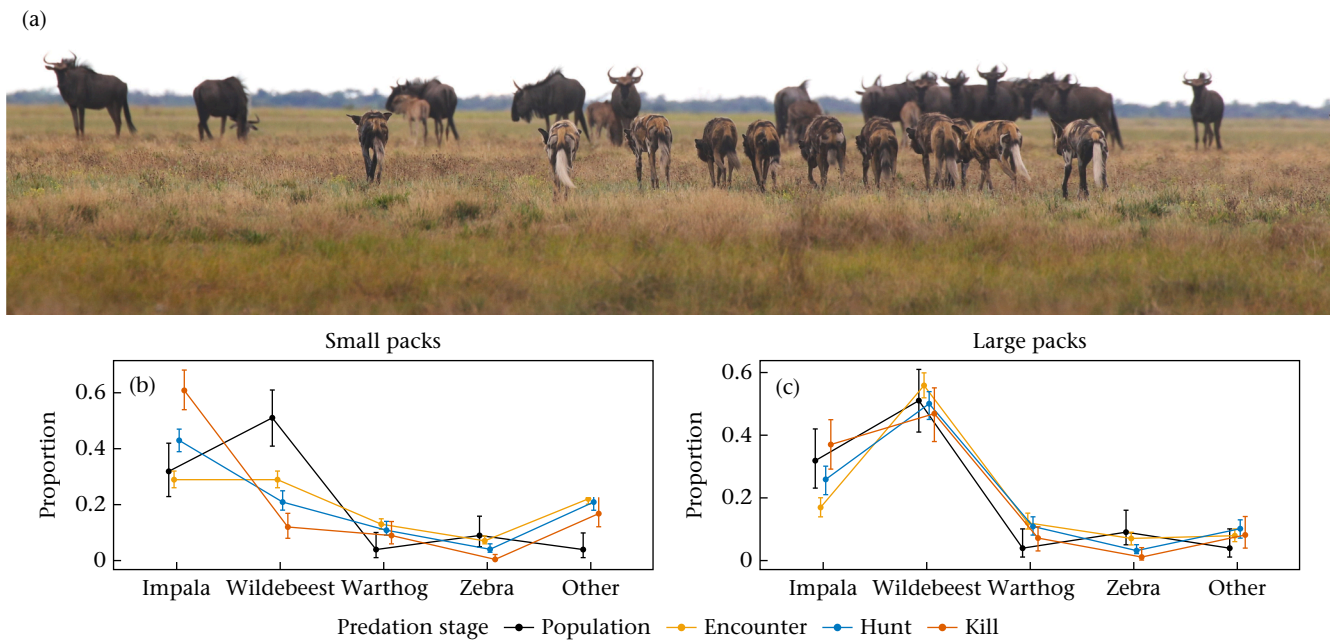 (a)
Small packs
Large packs
(b)
(c)
Proportion
0.6
0.4
0.2
0
Impala Wildebeest Warthog Zebra Other
Proportion
0.6
0.4
0.2
0
Impala Wildebeest Warthog Zebra Other
Predation stage Population Encounter Hunt Kill